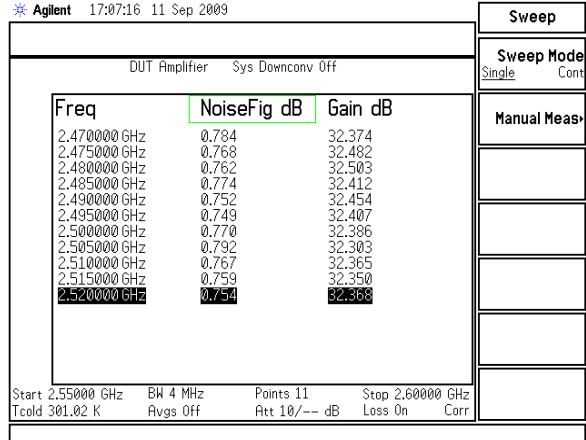 Agilent 17:07:16 11 Sep 2009
Sweep
DUT Amplifier Sys Downconv Off
Sweep Mode
Single Cont
Manual Meas
Freq NoiseFig dB Gain dB
2.470000 GHz 0.784 32.374
2.475000 GHz 0.768 32.482
2.480000 GHz 0.762 32.503
2.485000 GHz 0.774 32.412
2.490000 GHz 0.752 32.454
2.495000 GHz 0.749 32.407
2.500000 GHz 0.770 32.386
2.505000 GHz 0.792 32.303
2.510000 GHz 0.767 32.365
2.515000 GHz 0.759 32.350
2.520000 GHz 0.754 32.368
Start 2.55000 GHz BW 4 MHz Points 11 Stop 2.60000 GHz
Tcold 301.02 K Avgs Off Att 10/-- dB Loss On Corr